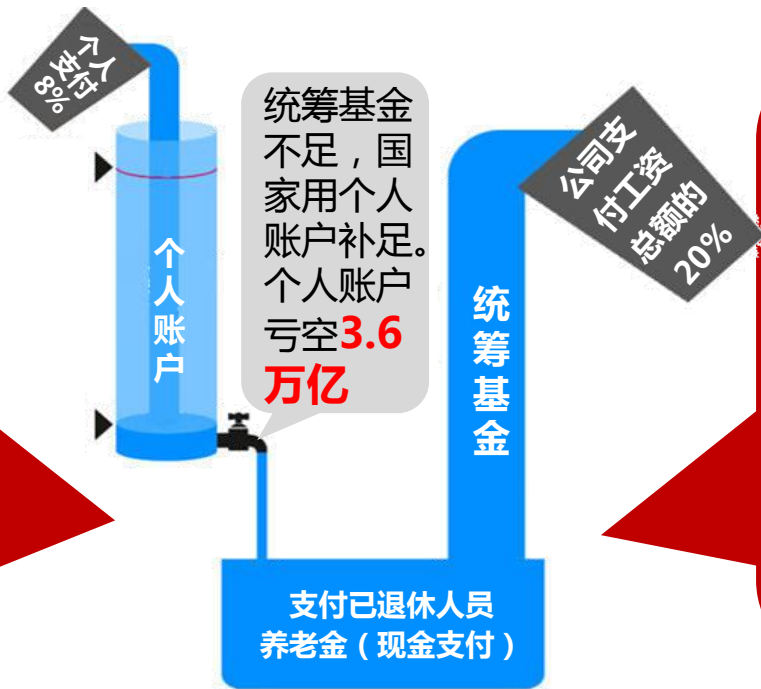 个人
支付
8%
统筹基金
不足，国
家用个人
账户补足。
个人账户
亏空3.6
万亿
公司支
付工资
总额的
20%
个人账户
统筹基金
支付已退休人员
养老金（现金支付）